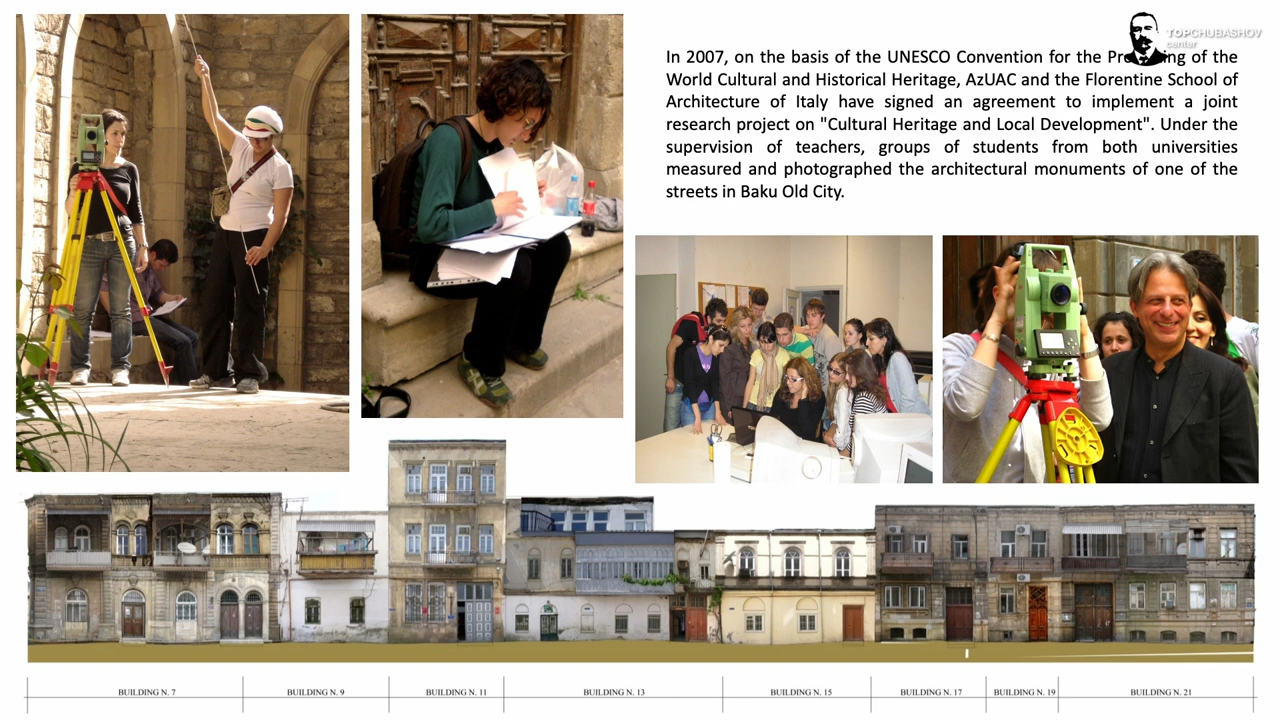 TOPCHUBASHOV
center
In 2007, on the basis of the UNESCO Convention for the of the
World Cultural and Historical Heritage, AzUAC and the Florentine School of
Architecture of Italy have signed an agreement to implement a joint
research project on "Cultural Heritage and Local Development". Under the
supervision of teachers, groups of students from both universities
measured and photographed the architectural monuments of one of the
streets in Baku Old City.
BUILDING N. 7
BUILDING N. 9
BUILDING N. 11
BUILDING N. 13
BUILDING N. 15
BUILDING N. 17
BUILDING N. 19
BUILDING N. 21